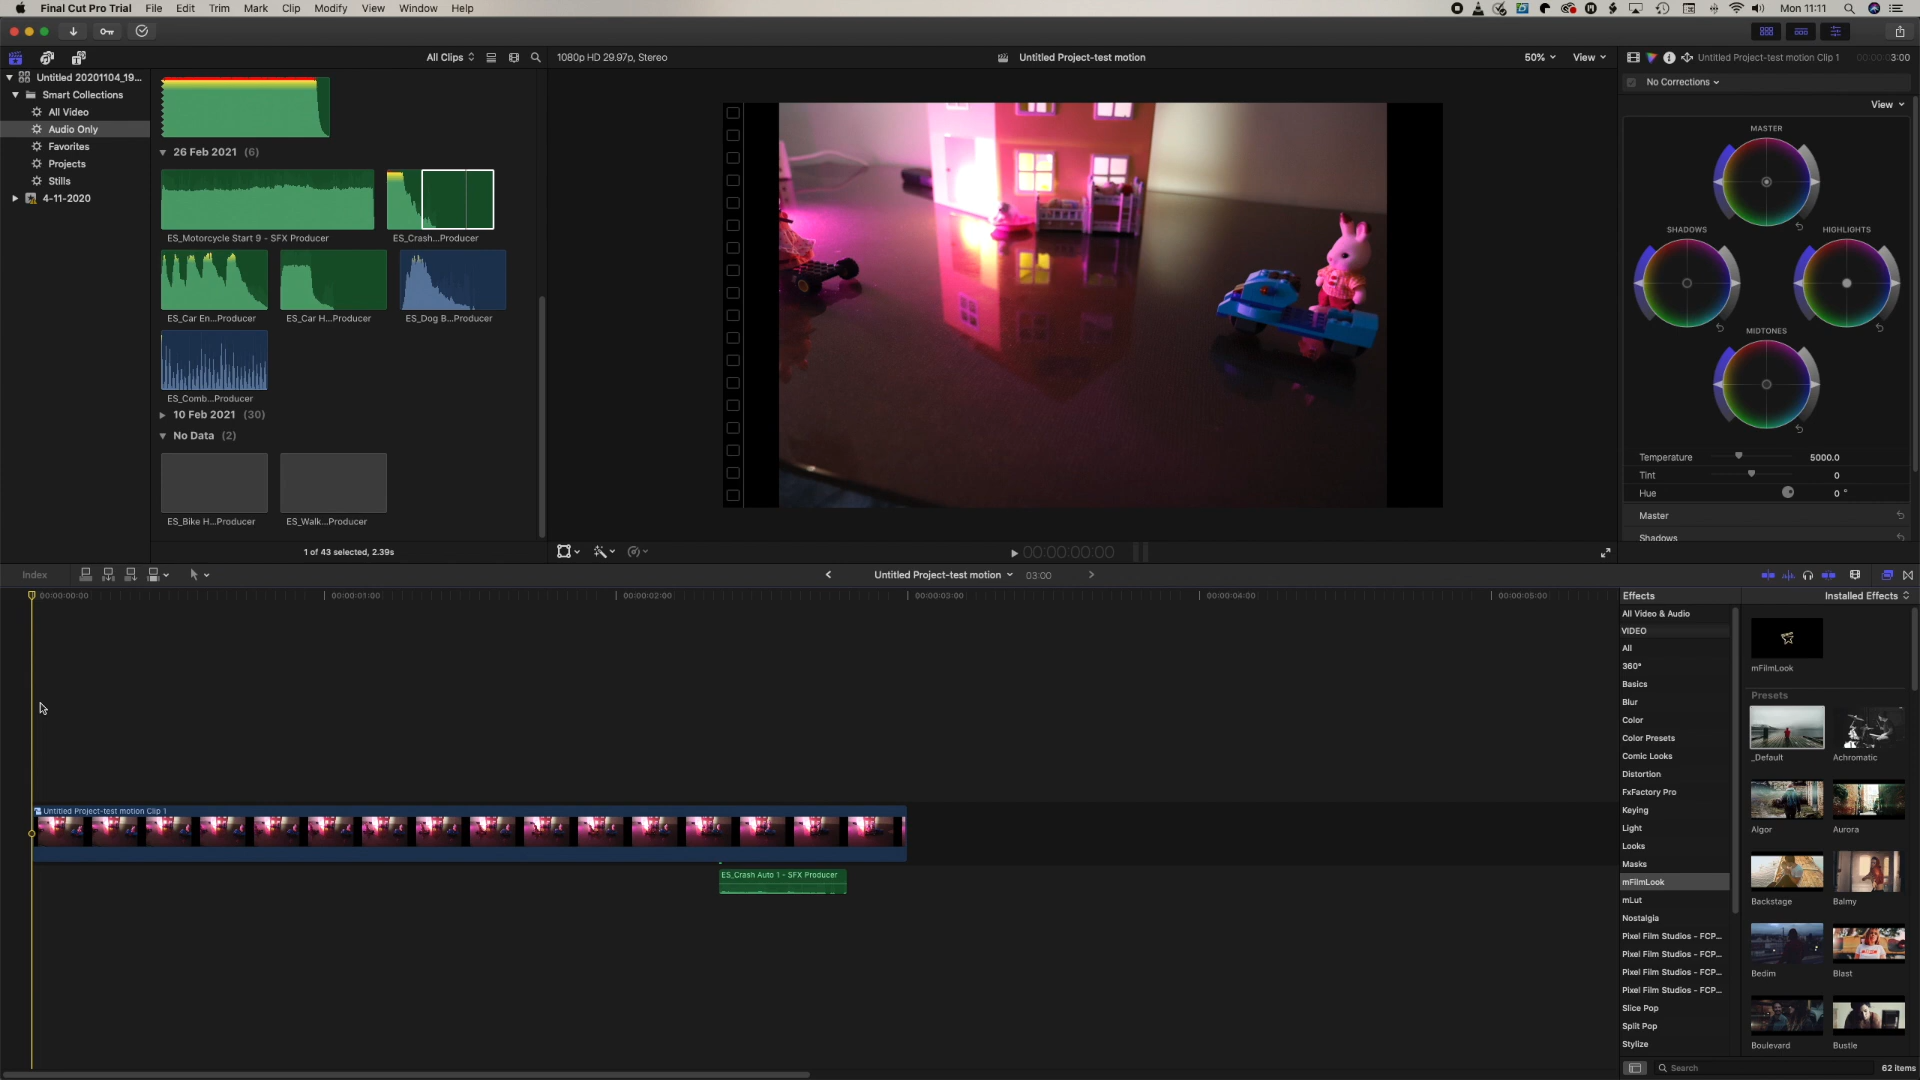 Final Cut Pro Trial File Edit Trim Mark Clip Modify View Window Help
Mon 11:11
All Clips
1080p HD 29.97p, Stereo
Untitled Project-test motion
50%
View
Untitled Project-test motion Clip 1
3:00
Untitled 20201104_19...
Smart Collections
All Video
Audio Only
Favorites
Projects
Stills
4-11-2020
26 Feb 2021 (6)
ES_Motorcycle Start 9 - SFX Producer
ES_Crash...Producer
ES_Car En...Producer
ES_Car H...Producer
ES_Dog B...Producer
ES_Comb...Producer
10 Feb 2021 (30)
No Data (2)
ES_Bike H...Producer
ES_Walk...Producer
1 of 43 selected, 2.39s
00:00:00:00
No Corrections
View
MASTER
SHADOWS
HIGHLIGHTS
MIDTONES
Temperature 5000.0
Tint 0
Hue 0 °
Master
Shadows
Index
Untitled Project-test motion
03:00
00:00:00:00
00:00:01:00
00:00:02:00
00:00:03:00
00:00:04:00
00:00:05:00
Untitled Project-test motion Clip 1
ES_Crash Auto 1 - SFX Producer
Effects
Installed Effects
All Video & Audio
VIDEO
All
360°
Basics
Blur
Color
Color Presets
Comic Looks
Distortion
FxFactory Pro
Keying
Light
Looks
Masks
mFilmLook
mLut
Nostalgia
Pixel Film Studios - FCP...
Pixel Film Studios - FCP...
Pixel Film Studios - FCP...
Pixel Film Studios - FCP...
Slice Pop
Split Pop
Stylize
mFilmLook
Presets
_Default
Achromatic
Algor
Aurora
Backstage
Balmy
Bedim
Blast
Boulevard
Bustle
Search
62 items